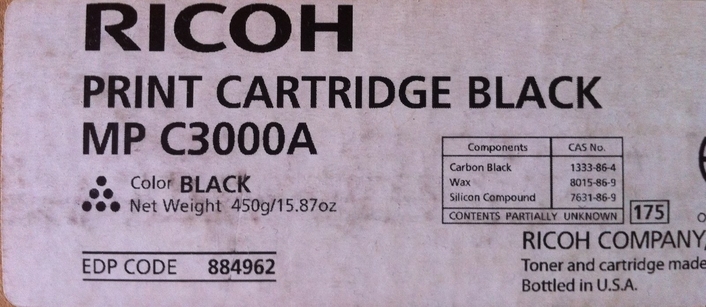 RICOH
PRINT CARTRIDGE BLACK
MP C3000A
Color BLACK
Net Weight 450g/15.87oz
Components CAS No.
Carbon Black 1333-86-4
Wax 8015-86-9
Silicon Compound 7631-86-9
CONTENTS PARTIALLY UNKNOWN 175
EDP CODE 884962
RICOH COMPANY,
Toner and cartridge made
Bottled in U.S.A.